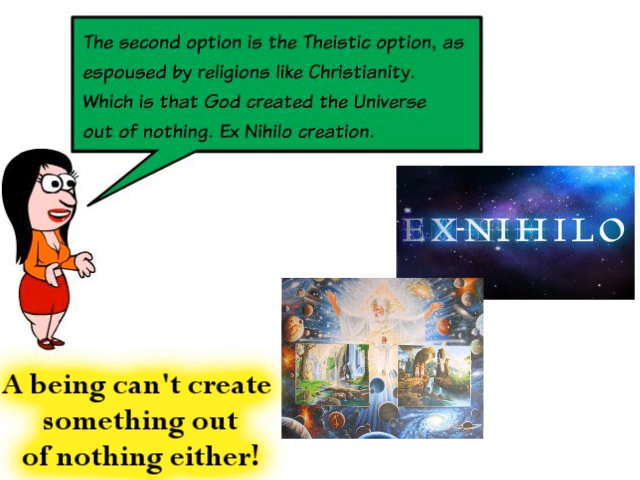 The second option is the Theistic option, as
espoused by religions like Christianity.
Which is that God created the Universe
out of nothing. Ex Nihilo creation.
EX-NIHILO
A being can't create
something out
of nothing either!